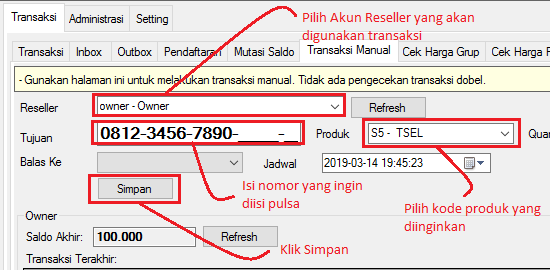 Transaksi Administrasi Setting
Pilih Akun Reseller yang akan
digunakan transaksi
Transaksi Inbox Outbox Pendaftaran Mutasi Saldo Transaksi Manual Cek Harga Grup Cek Harga
- Gunakan halaman ini untuk melakukan transaksi manual. Tidak ada pengecekan transaksi dobel.
Reseller owner - Owner Refresh
Tujuan 0812-3456-7890-_____-__ Produk S5 - TSEL
Balas Ke Jadwal 2019-03-14 19:45:23
Simpan
Isi nomor yang ingin
diisi pulsa
Pilih kode produk yang
diinginkan
Owner
Saldo Akhir: 100.000 Refresh
Klik Simpan
Transaksi Terakhir: